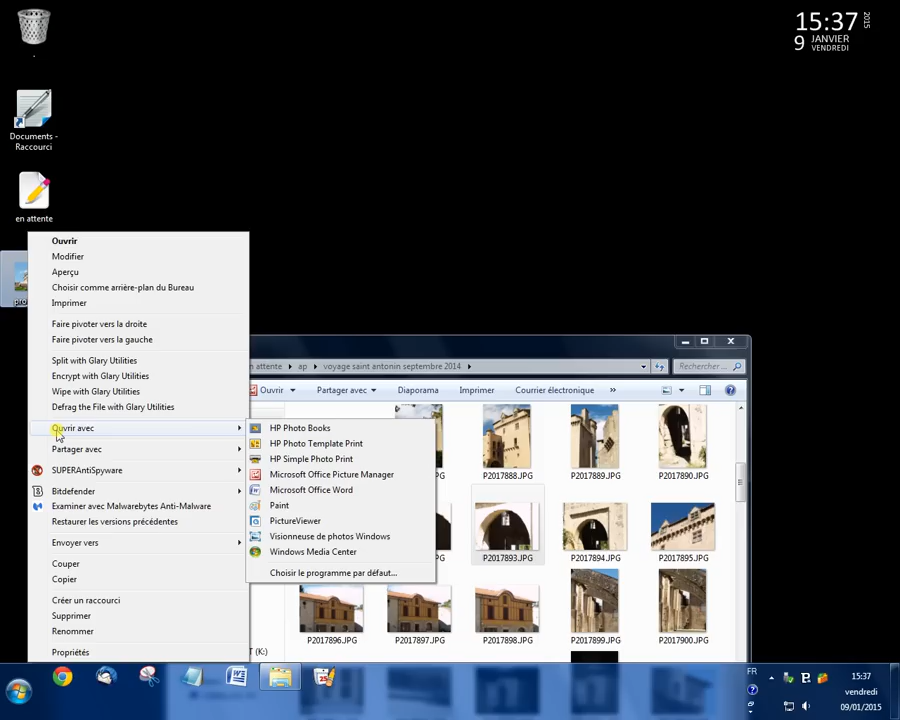 15:37
2015
9 JANVIER
VENDREDI
.
Documents -
Raccourci
en attente
Ouvrir
Modifier
Aperçu
Choisir comme arrière-plan du Bureau
Imprimer
Faire pivoter vers la droite
Faire pivoter vers la gauche
Split with Glary Utilities
Encrypt with Glary Utilities
Wipe with Glary Utilities
Defrag the File with Glary Utilities
Ouvrir avec
Partager avec
SUPERAntiSpyware
Bitdefender
Examiner avec Malwarebytes Anti-Malware
Restaurer les versions précédentes
Envoyer vers
Couper
Copier
Créer un raccourci
Supprimer
Renommer
Propriétés
HP Photo Books
HP Photo Template Print
HP Simple Photo Print
Microsoft Office Picture Manager
Microsoft Office Word
Paint
PictureViewer
Visionneuse de photos Windows
Windows Media Center
Choisir le programme par défaut...
en attente ▸ ap ▸ voyage saint antonin septembre 2014 ▸
Rechercher ...
Ouvrir Partager avec Diaporama Imprimer Courrier électronique »
P2017888.JPG P2017889.JPG P2017890.JPG
P2017893.JPG P2017894.JPG P2017895.JPG
P2017896.JPG P2017897.JPG P2017898.JPG P2017899.JPG P2017900.JPG
(K:)
FR
15:37
vendredi
09/01/2015